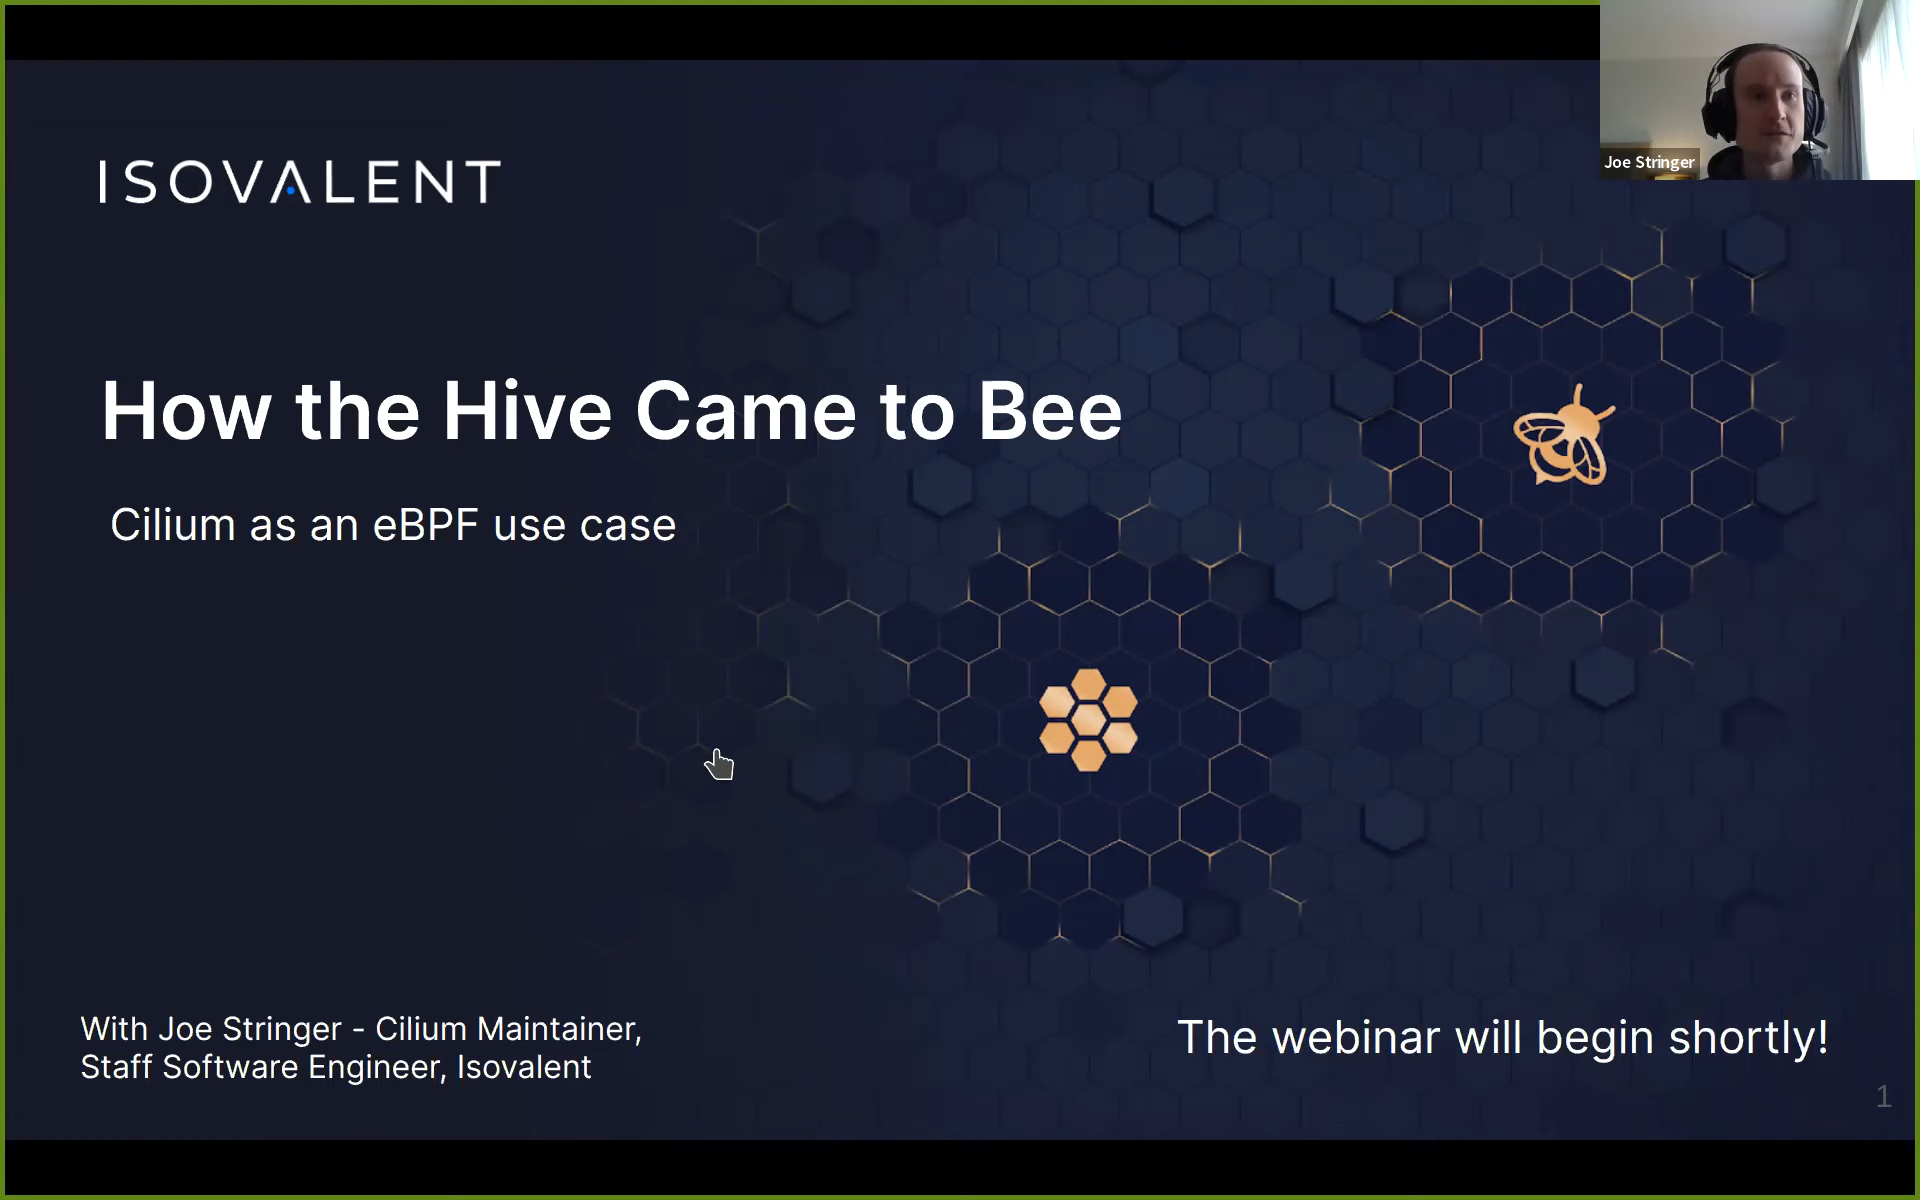 ISOVALENT
Joe Stringer
How the Hive Came to Bee
Cilium as an eBPF use case
With Joe Stringer - Cilium Maintainer,
Staff Software Engineer, Isovalent
The webinar will begin shortly!
1